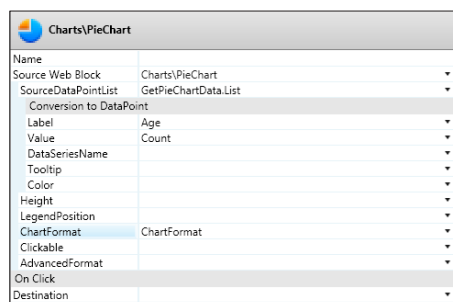 Charts\PieChart
Name
Source Web Block Charts\PieChart
SourceDataPointList GetPieChartData.List
Conversion to DataPoint
Label Age
Value Count
DataSeriesName
Tooltip
Color
Height
LegendPosition
ChartFormat ChartFormat
Clickable
AdvancedFormat
On Click
Destination